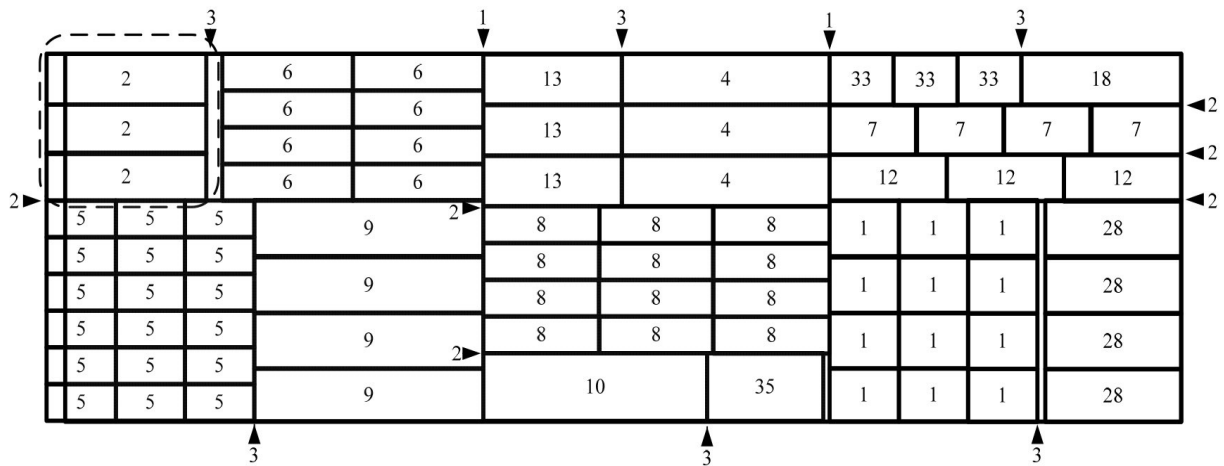 3 1 3 1 3
2 6 6 13 4 33 33 33 18
2
6 6
2 13 4 7 7 7 7
6 6
2
2 6 6 13 4 12 12 12
2 2 2
5 5 5 9 8 8 8 1 1 1 28
5 5 5 8 8 8
5 5 5 9 8 8 8 1 1 1 28
5 5 5 9 8 8 8 1 1 1 28
2
5 5 5 10 35
5 5 5 9 1 1 1 28
3 3 3